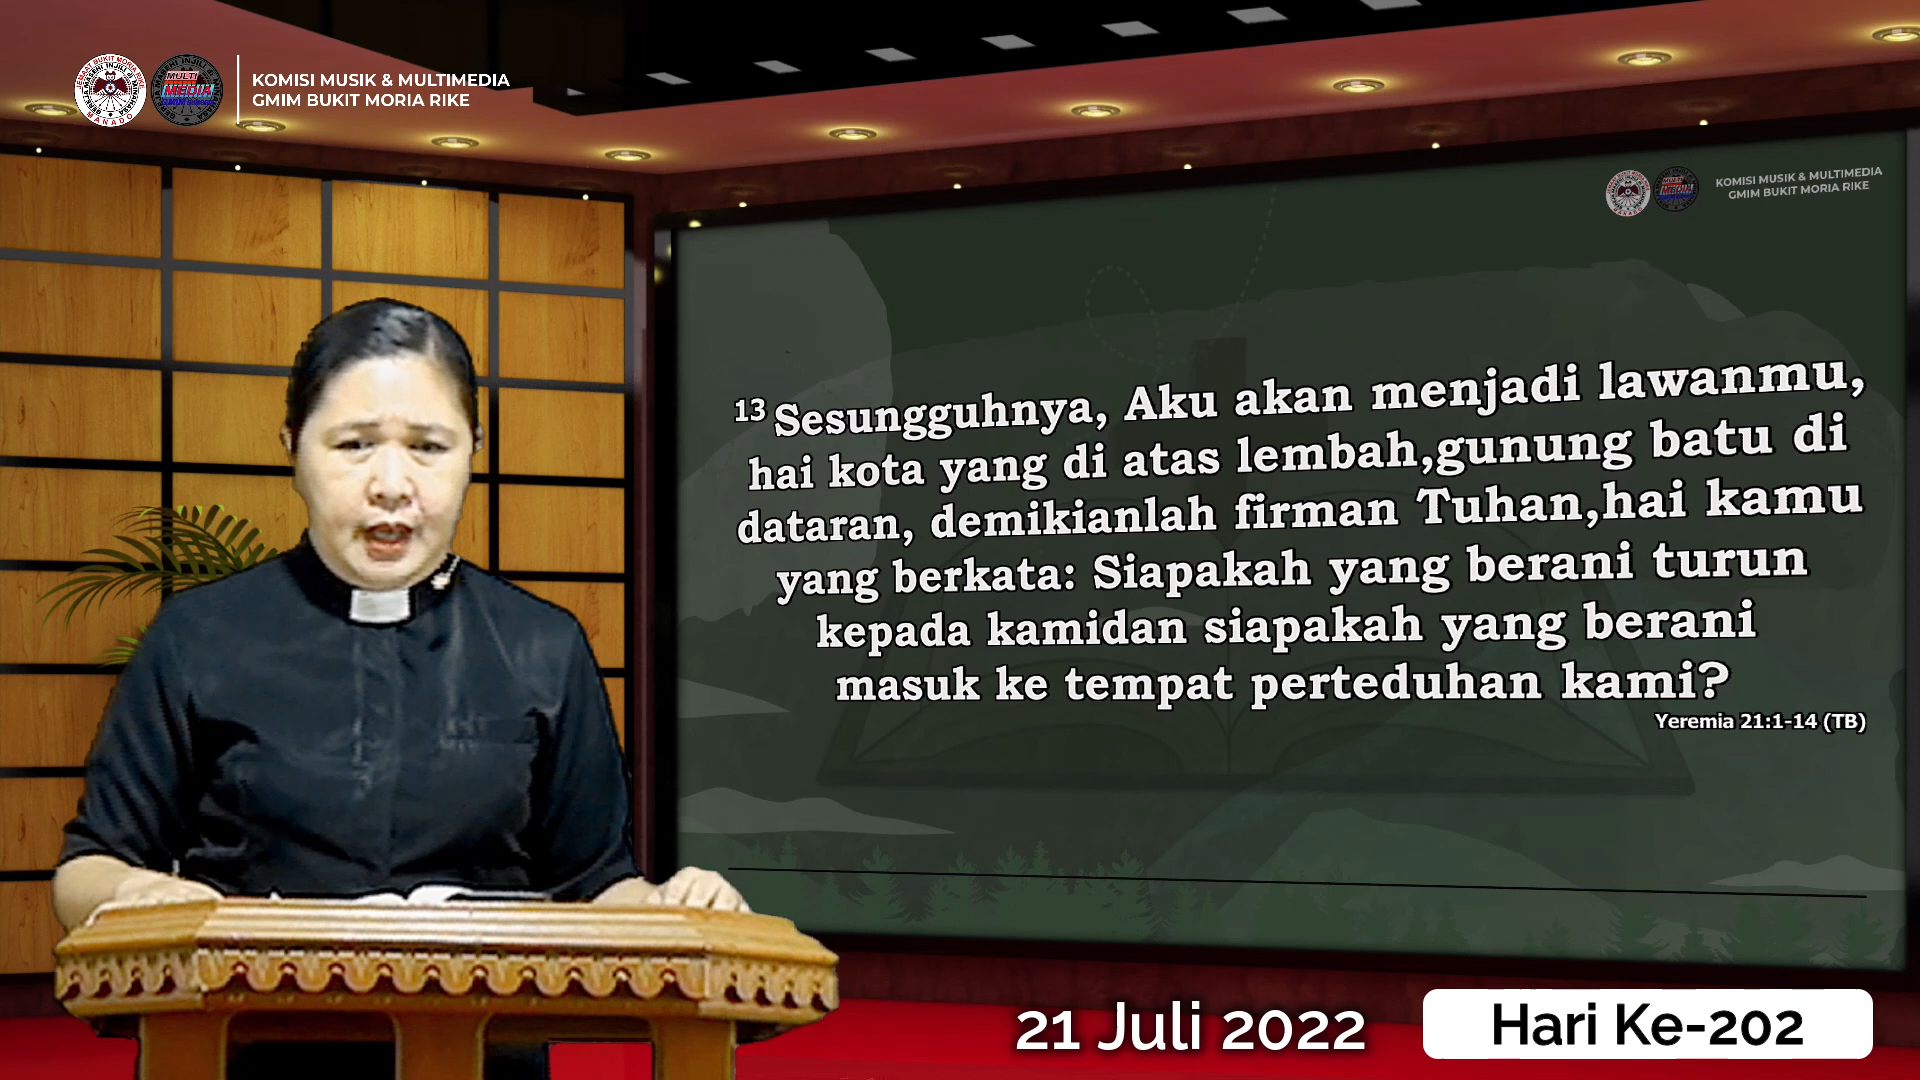 KOMISI MUSIK & MULTIMEDIA
GMIM BUKIT MORIA RIKE
MULTI
MEDIA
MANADO
KOMISI MUSIK & MULTIMEDIA
GMIM BUKIT MORIA RIKE
13 Sesungguhnya, Aku akan menjadi lawanmu,
hai kota yang di atas lembah,gunung batu di
dataran, demikianlah firman Tuhan,hai kamu
yang berkata: Siapakah yang berani turun
kepada kamidan siapakah yang berani
masuk ke tempat perteduhan kami?
Yeremia 21:1-14 (TB)
21 Juli 2022
Hari Ke-202